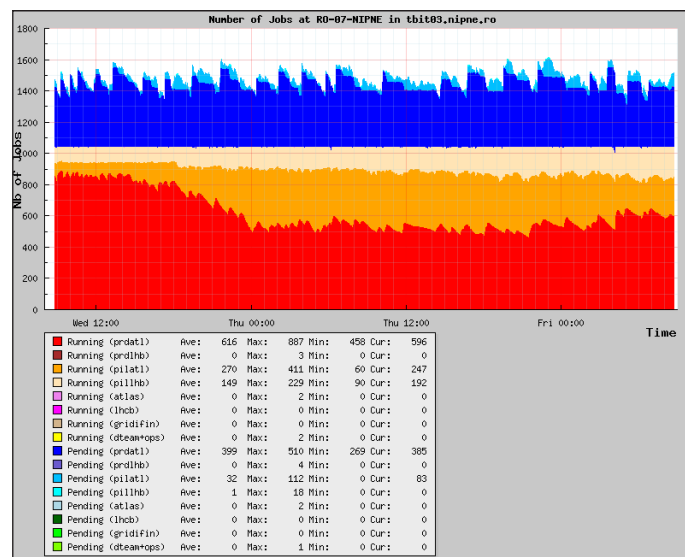 Number of Jobs at RO-07-NIPNE in tbit03.nipne.ro
1800
1600
1400
1200
1000
800
600
400
200
0
Nb of Jobs
Wed 12:00 Thu 00:00 Thu 12:00 Fri 00:00
Time
Running (prdatl) Ave: 616 Max: 887 Min: 458 Cur: 596
Running (prdlhb) Ave: 0 Max: 3 Min: 0 Cur: 0
Running (pilatl) Ave: 270 Max: 411 Min: 60 Cur: 247
Running (pillhb) Ave: 149 Max: 229 Min: 90 Cur: 192
Running (atlas) Ave: 0 Max: 2 Min: 0 Cur: 0
Running (lhcb) Ave: 0 Max: 0 Min: 0 Cur: 0
Running (gridifin) Ave: 0 Max: 0 Min: 0 Cur: 0
Running (dteam+ops) Ave: 0 Max: 2 Min: 0 Cur: 0
Pending (prdatl) Ave: 399 Max: 510 Min: 269 Cur: 385
Pending (prdlhb) Ave: 0 Max: 4 Min: 0 Cur: 0
Pending (pilatl) Ave: 32 Max: 112 Min: 0 Cur: 83
Pending (pillhb) Ave: 1 Max: 18 Min: 0 Cur: 0
Pending (atlas) Ave: 0 Max: 2 Min: 0 Cur: 0
Pending (lhcb) Ave: 0 Max: 0 Min: 0 Cur: 0
Pending (gridifin) Ave: 0 Max: 0 Min: 0 Cur: 0
Pending (dteam+ops) Ave: 0 Max: 1 Min: 0 Cur: 0